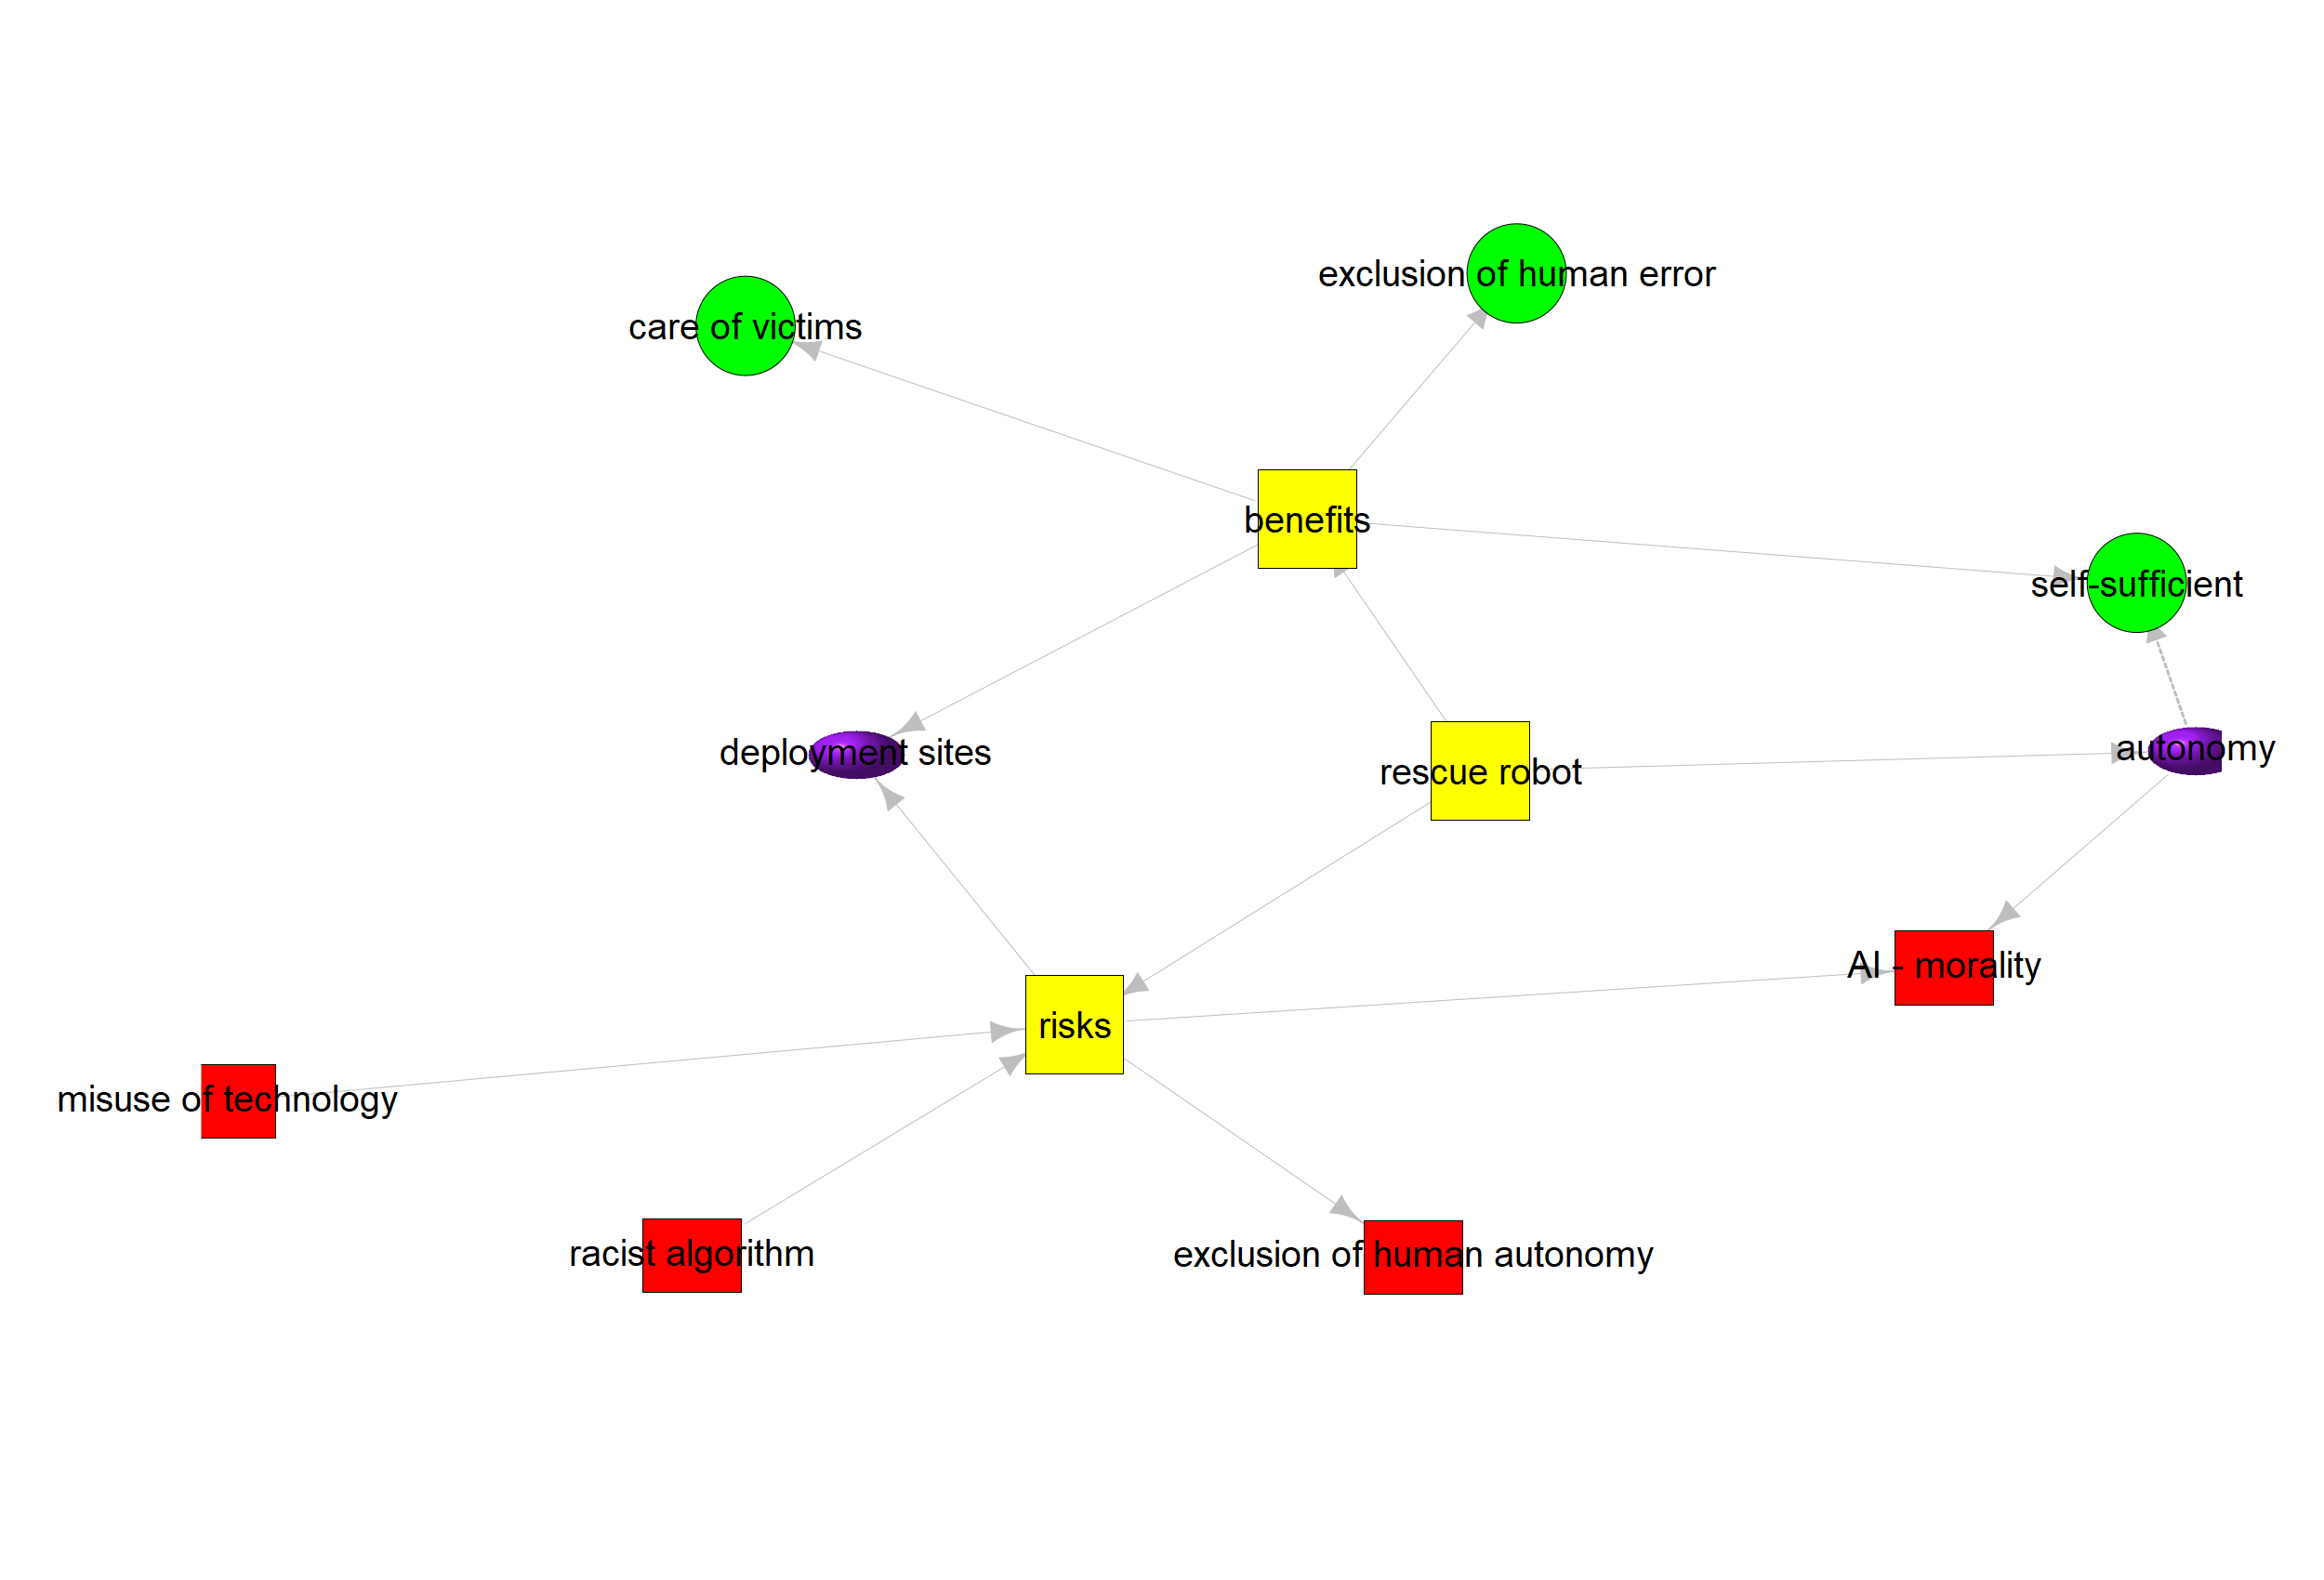 exclusion of human error
care of victims
benefits
self-sufficient
deployment sites
rescue robot
autonomy
AI - morality
risks
misuse of technology
racist algorithm
exclusion of human autonomy